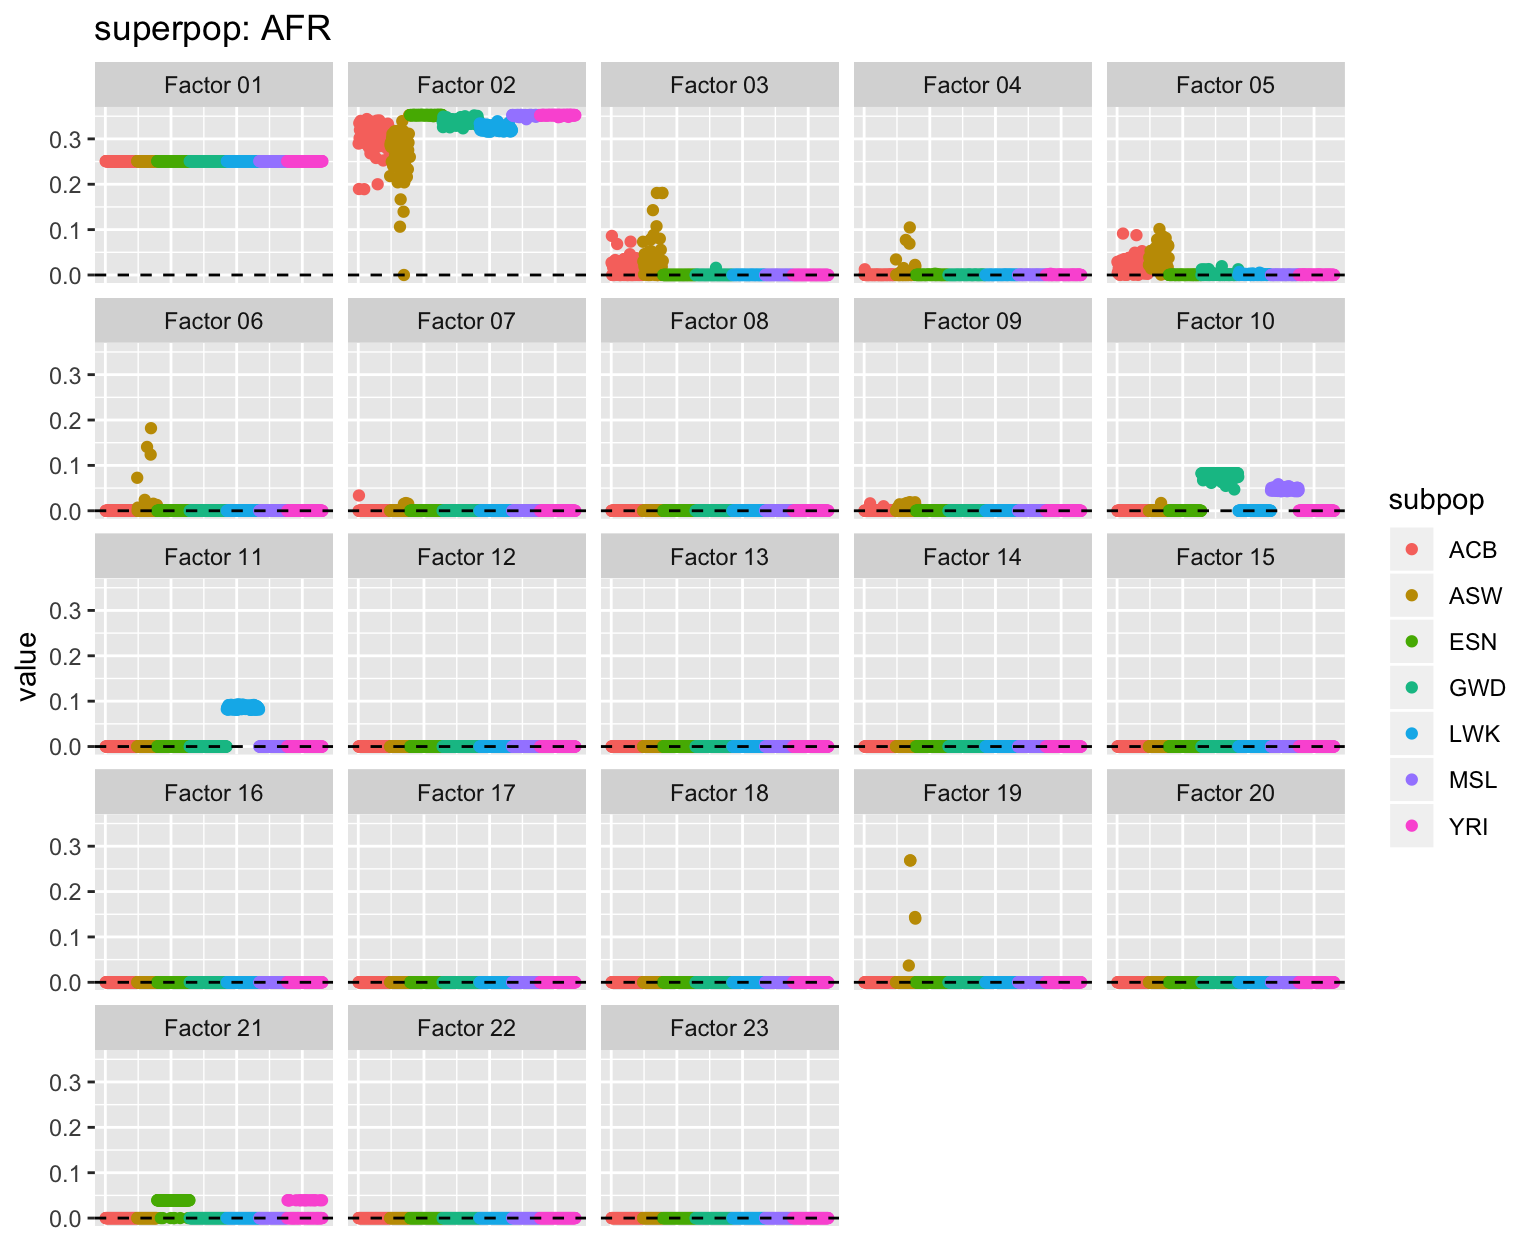 superpop: AFR
Factor 01 Factor 02 Factor 03 Factor 04 Factor 05
0.3
0.2
0.1
0.0
Factor 06 Factor 07 Factor 08 Factor 09 Factor 10
0.3
0.2
0.1
0.0
Factor 11 Factor 12 Factor 13 Factor 14 Factor 15
0.3
0.2
0.1
0.0
Factor 16 Factor 17 Factor 18 Factor 19 Factor 20
0.3
0.2
0.1
0.0
Factor 21 Factor 22 Factor 23
0.3
0.2
0.1
0.0
value
subpop
ACB
ASW
ESN
GWD
LWK
MSL
YRI